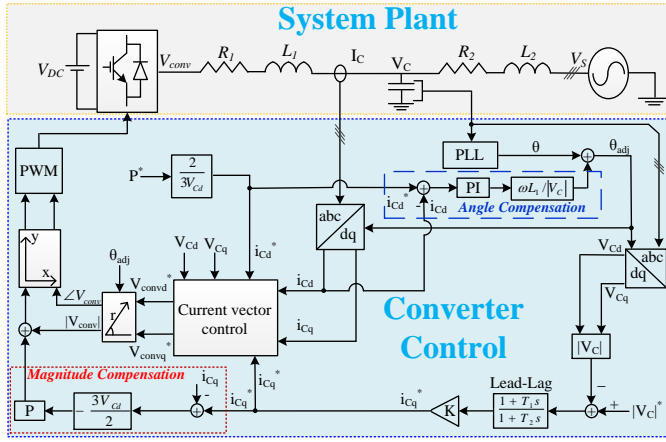 System Plant
V_DC
V_conv
R_1
L_1
I_C
V_C
R_2
L_2
V_S
PWM
P^*
2
3V_Cd
PLL
θ
θ_adj
i_Cd^*
-
i_Cd
PI
ωL_1/|V_C|
Angle Compensation
y
x
θ_adj
V_Cd
V_Cq
i_Cd^*
abc
dq
V_Cd
abc
dq
V_Cq
∠V_conv
|V_conv|
r
V_convd^*
V_convq^*
Current vector
control
i_Cd
i_Cq
Converter
Control
|V_C|
Magnitude Compensation
P
− 3V_Cd
2
i_Cq
-
i_Cq^*
i_Cq^*
i_Cq^*
K
Lead-Lag
1 + T_1 s
1 + T_2 s
−
+
|V_C|^*